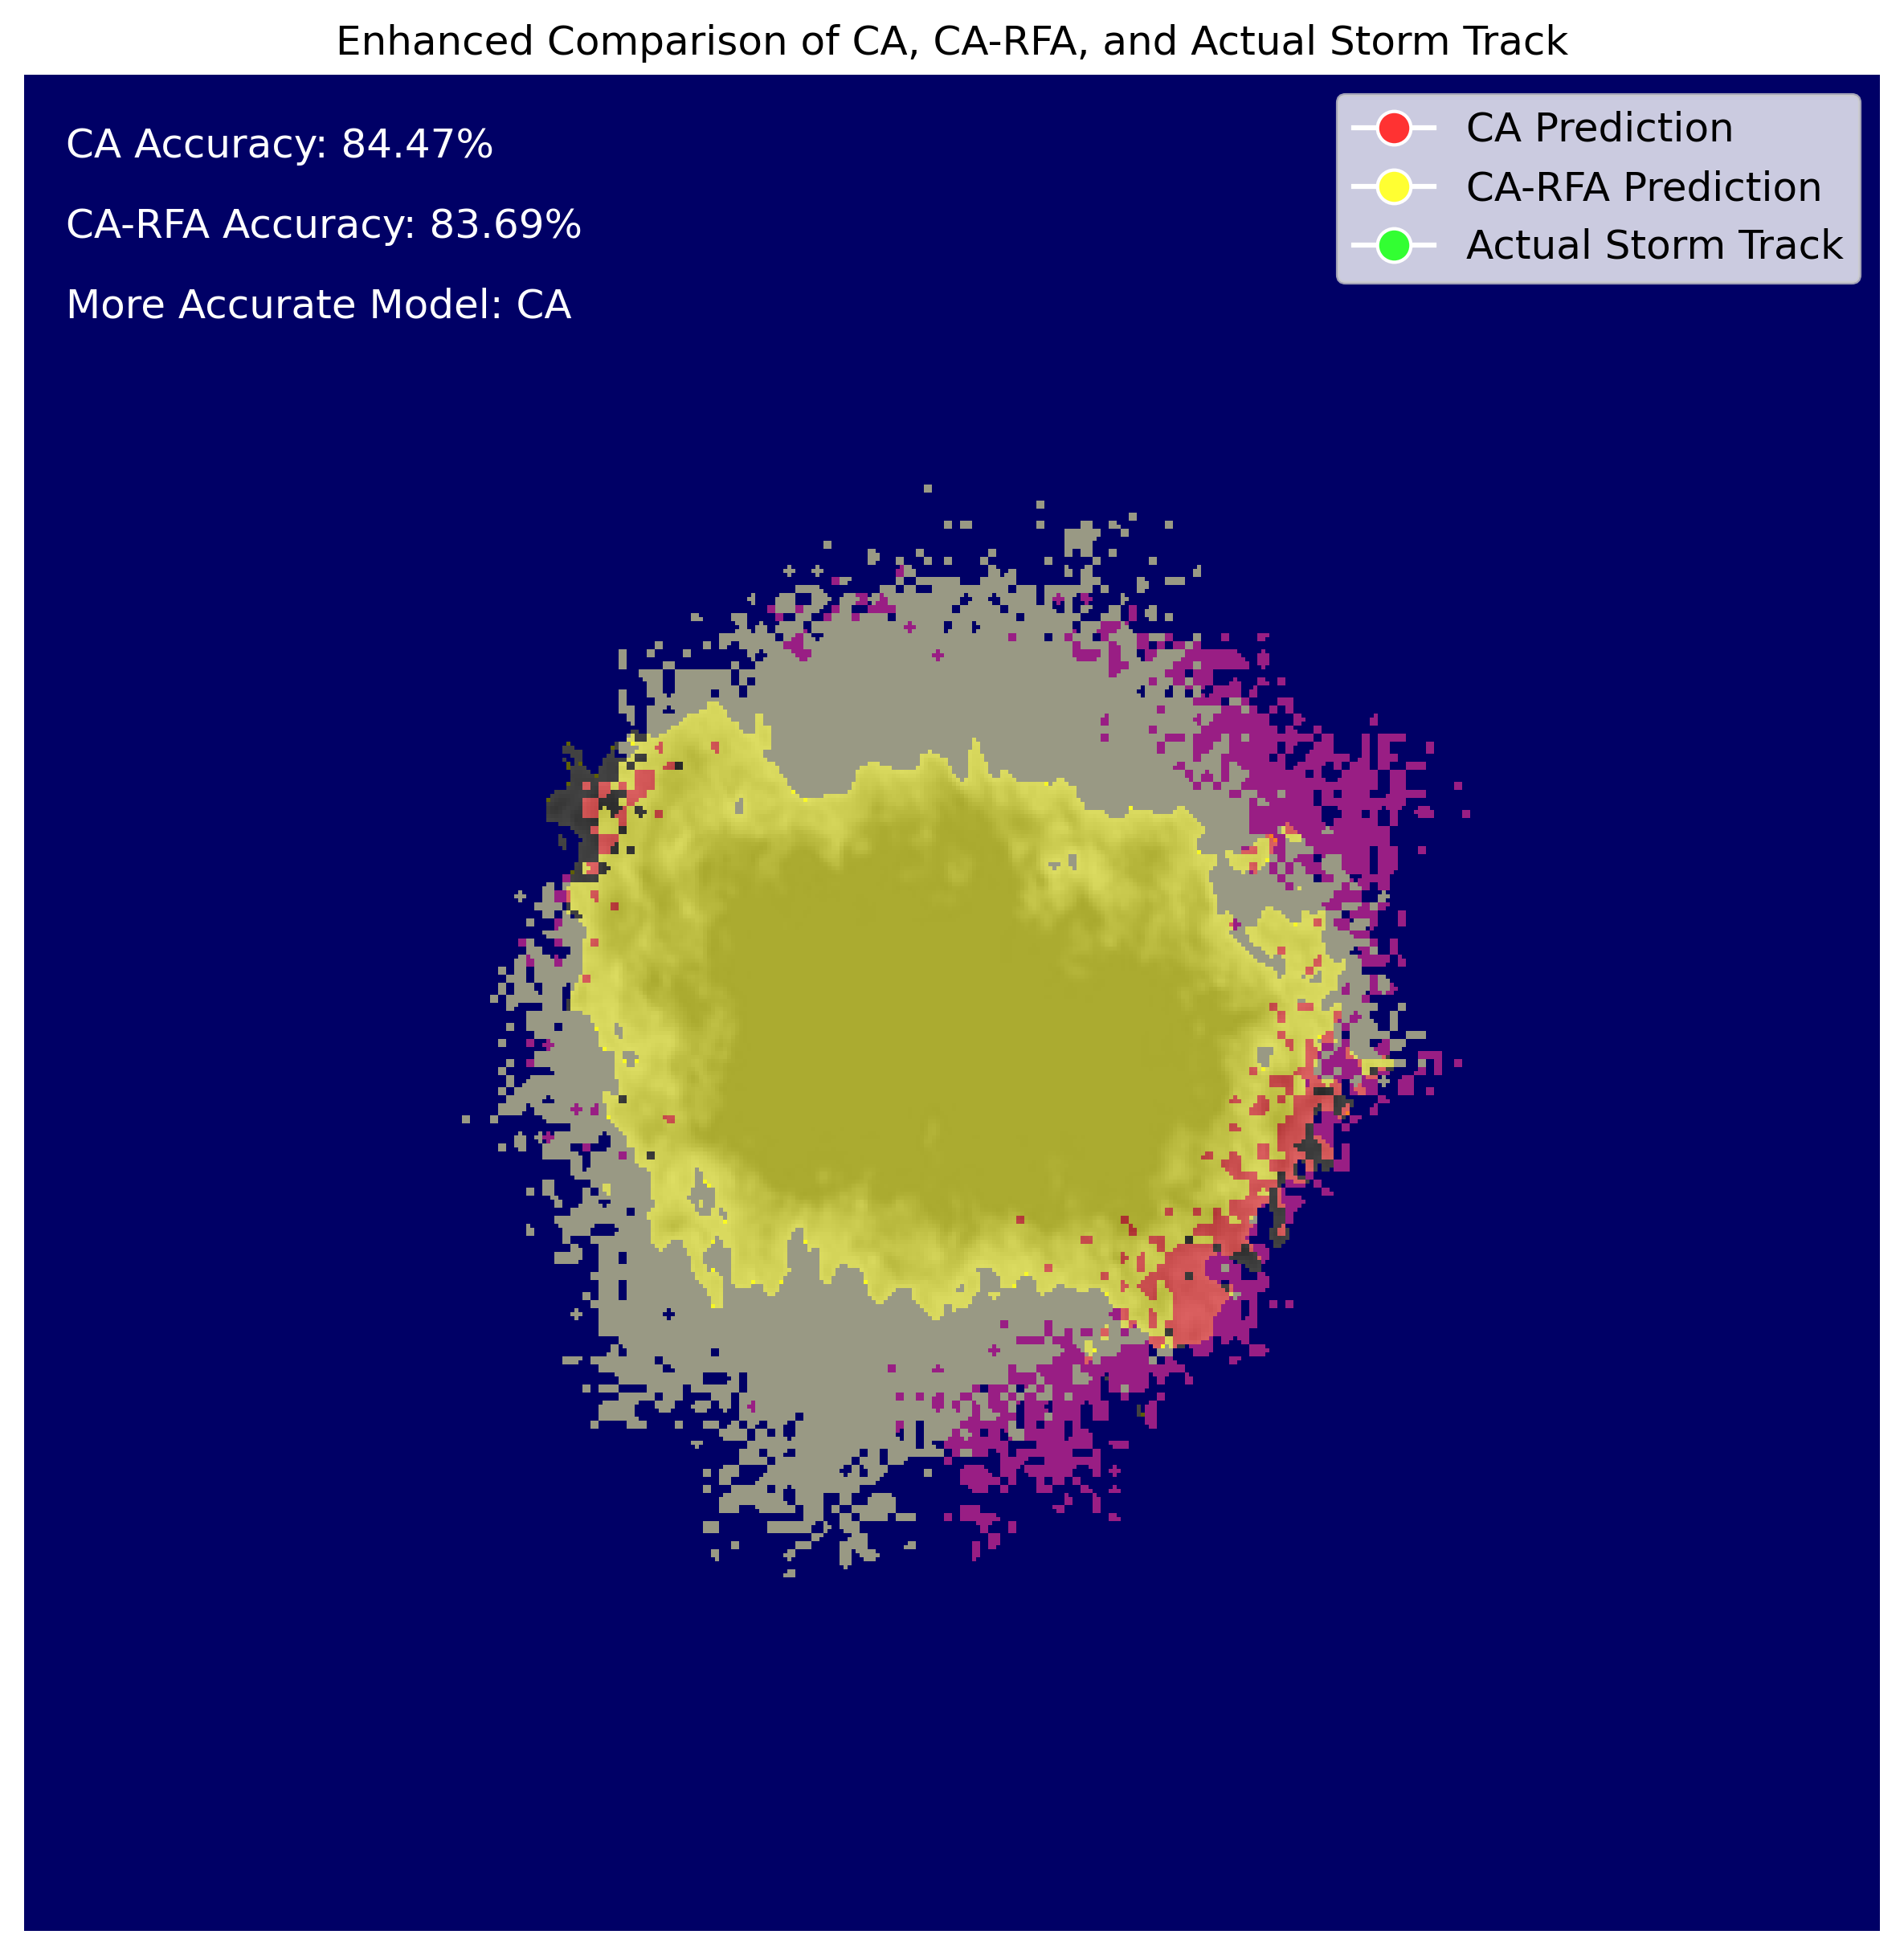 Enhanced Comparison of CA, CA-RFA, and Actual Storm Track
CA Accuracy: 84.47%
CA-RFA Accuracy: 83.69%
More Accurate Model: CA
CA Prediction
CA-RFA Prediction
Actual Storm Track